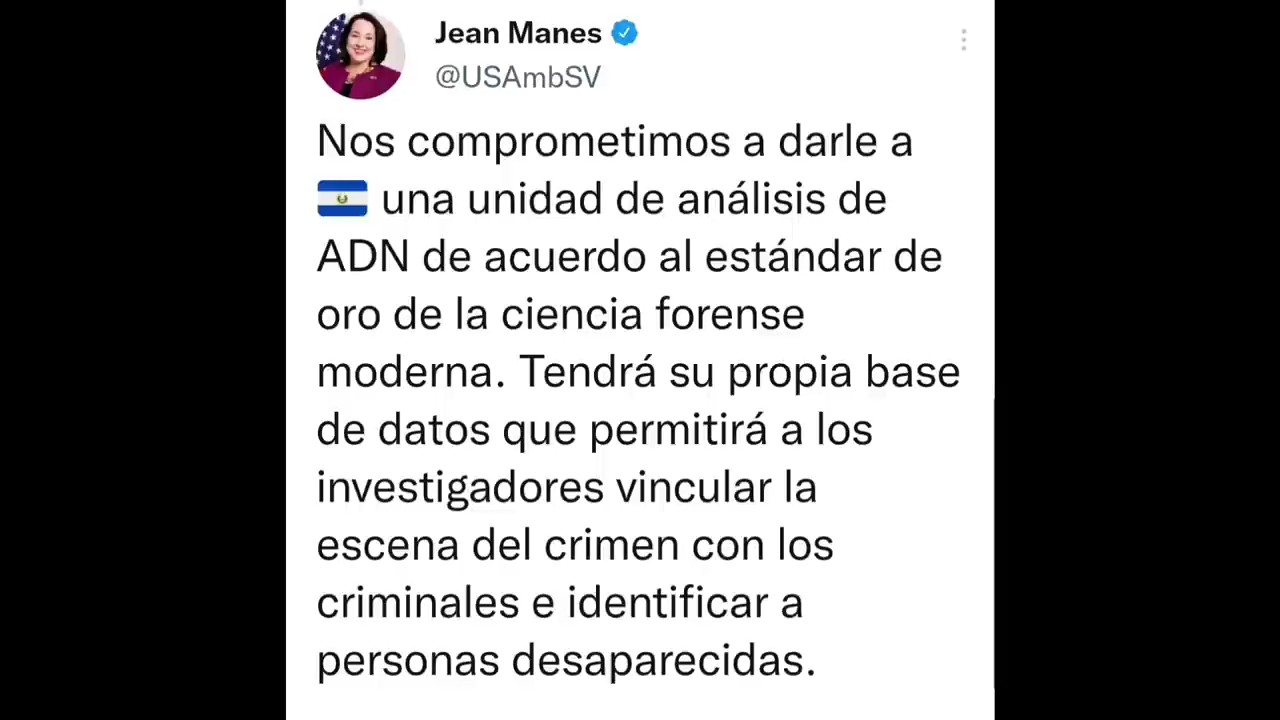 Jean Manes
@USAmbSV
Nos comprometimos a darle a
🇸🇻 una unidad de análisis de
ADN de acuerdo al estándar de
oro de la ciencia forense
moderna. Tendrá su propia base
de datos que permitirá a los
investigadores vincular la
escena del crimen con los
criminales e identificar a
personas desaparecidas.